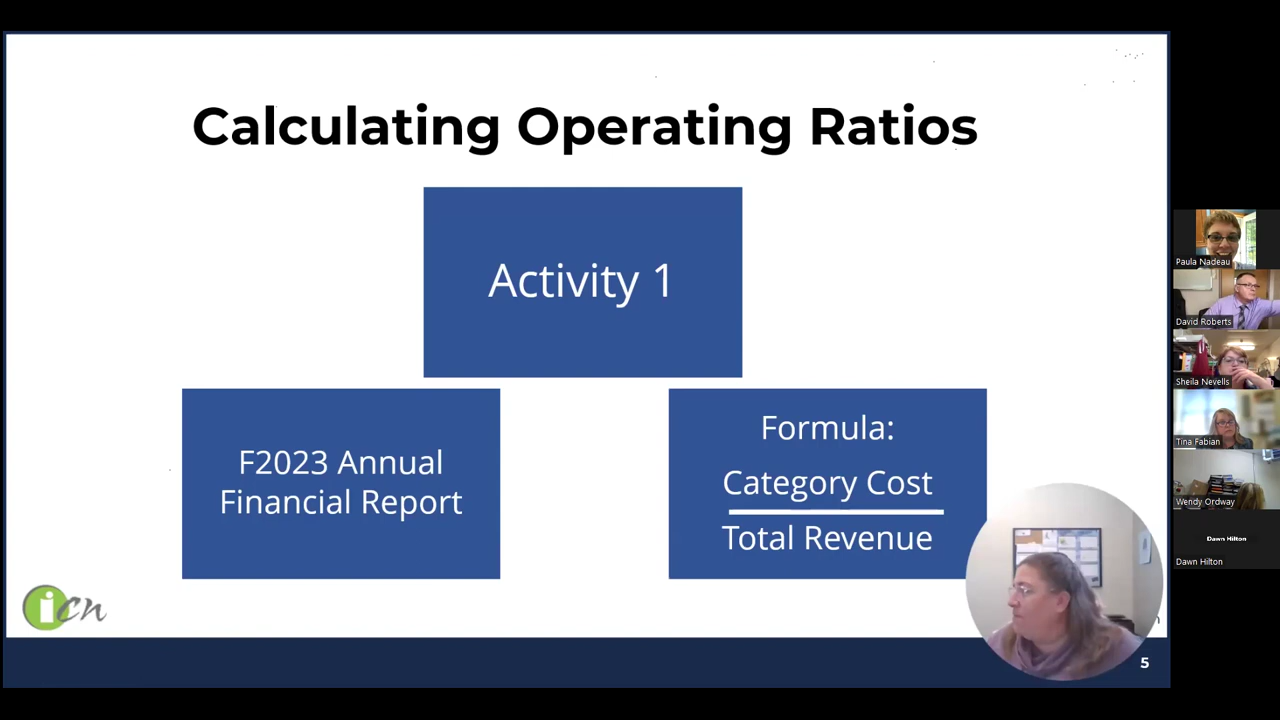 Calculating Operating Ratios
Activity 1
F2023 Annual
Financial Report
Formula:
Category Cost
Total Revenue
icn
5
Paula Nadeau
David Roberts
Sheila Nevells
Tina Fabian
Wendy Ordway
Dawn Hilton
Dawn Hilton